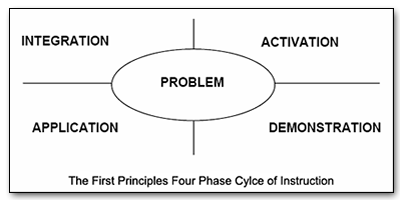 INTEGRATION
ACTIVATION
PROBLEM
APPLICATION
DEMONSTRATION
The First Principles Four Phase Cylce of Instruction